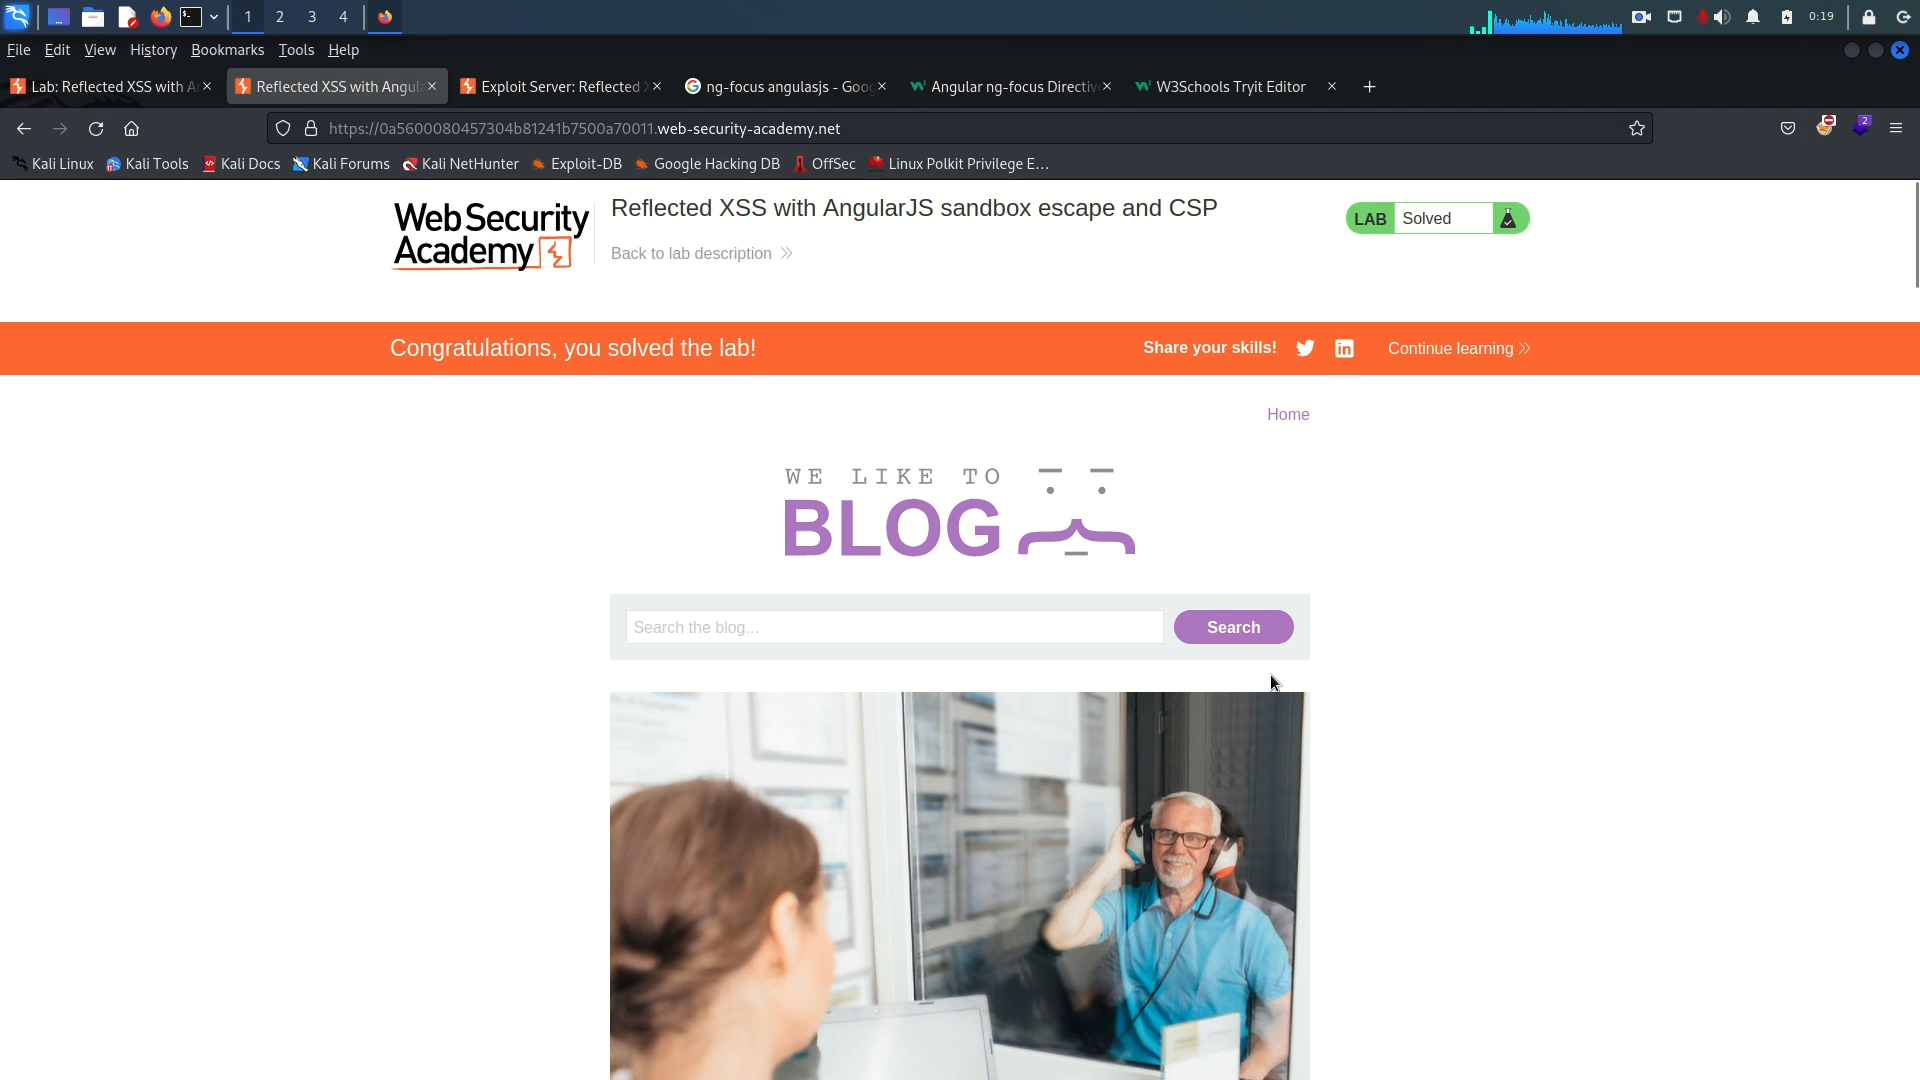 1 2 3 4 0:19
File Edit View History Bookmarks Tools Help
Lab: Reflected XSS with A
Reflected XSS with Angula
Exploit Server: Reflected X
ng-focus angulasjs - Goog
Angular ng-focus Directiv
W3Schools Tryit Editor
https://0a5600080457304b81241b7500a70011.web-security-academy.net
2
Kali Linux Kali Tools Kali Docs Kali Forums Kali NetHunter Exploit-DB Google Hacking DB OffSec Linux Polkit Privilege E...
Web Security
Academy
Reflected XSS with AngularJS sandbox escape and CSP
Back to lab description
LAB Solved
Congratulations, you solved the lab!
Share your skills!
Continue learning
Home
WE LIKE TO
BLOG
Search the blog...
Search